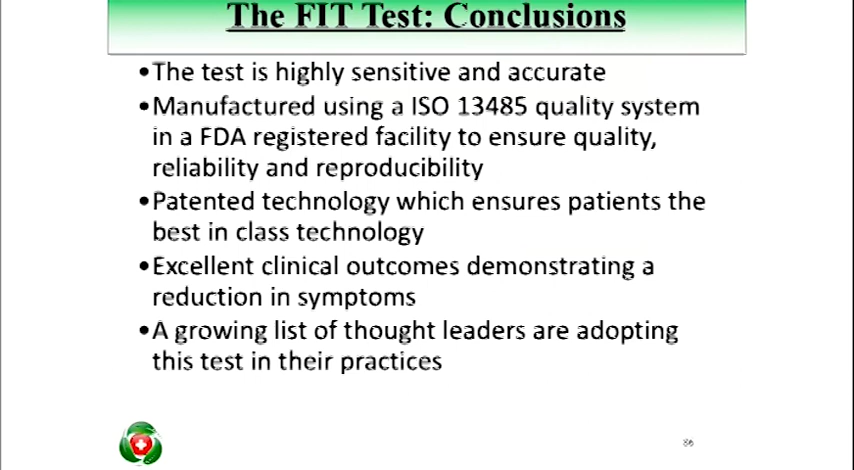 The FIT Test: Conclusions
•The test is highly sensitive and accurate
•Manufactured using a ISO 13485 quality system
in a FDA registered facility to ensure quality,
reliability and reproducibility
•Patented technology which ensures patients the
best in class technology
•Excellent clinical outcomes demonstrating a
reduction in symptoms
•A growing list of thought leaders are adopting
this test in their practices
86